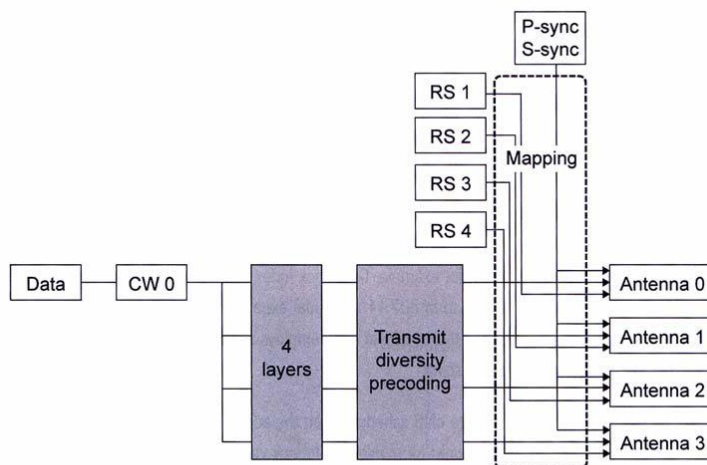 P-sync
S-sync
RS 1
RS 2
Mapping
RS 3
RS 4
Data
CW 0
4
layers
Transmit
diversity
precoding
Antenna 0
Antenna 1
Antenna 2
Antenna 3